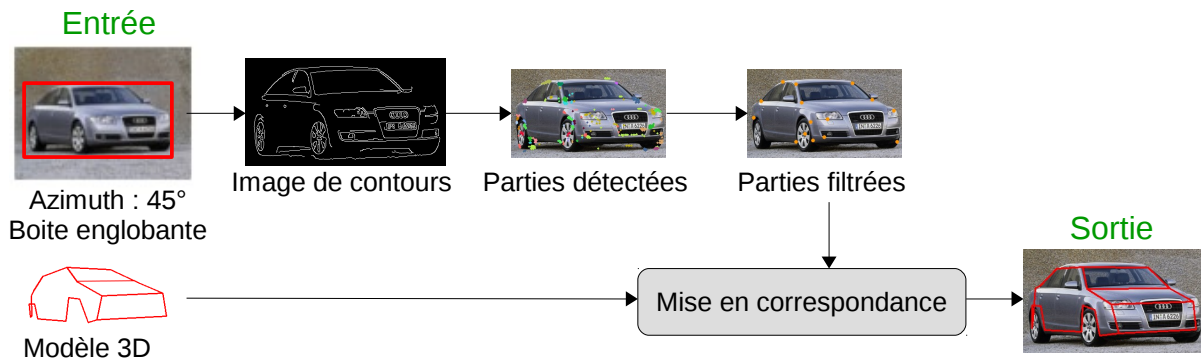 Entrée
Azimuth : 45°
Boite englobante
Image de contours
Parties détectées
Parties filtrées
Modèle 3D
Mise en correspondance
Sortie